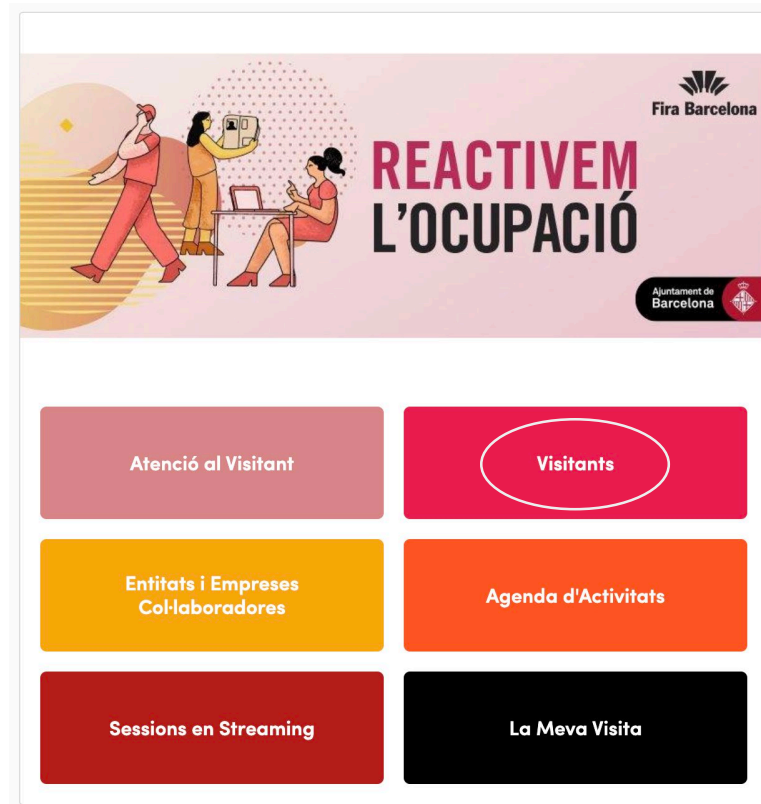 Fira Barcelona
REACTIVEM
L'OCUPACIÓ
Ajuntament de
Barcelona
Atenció al Visitant
Visitants
Entitats i Empreses
Col·laboradores
Agenda d'Activitats
Sessions en Streaming
La Meva Visita